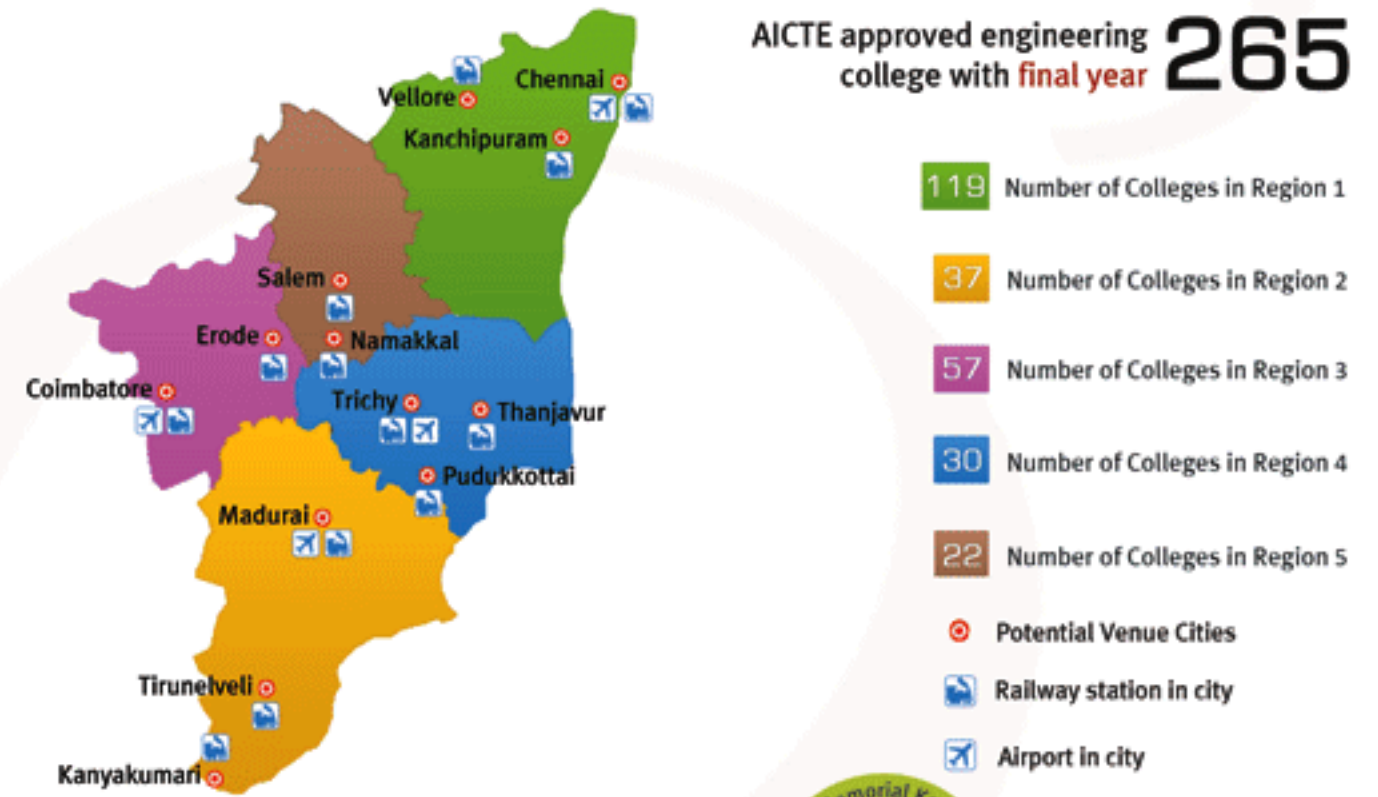 AICTE approved engineering
college with final year
265
Chennai
Vellore
Kanchipuram
119 Number of Colleges in Region 1
Salem
37 Number of Colleges in Region 2
Erode
Namakkal
57 Number of Colleges in Region 3
Coimbatore
Trichy
Thanjavur
30 Number of Colleges in Region 4
Pudukkottai
Madurai
22 Number of Colleges in Region 5
Potential Venue Cities
Tirunelveli
Railway station in city
Airport in city
Kanyakumari